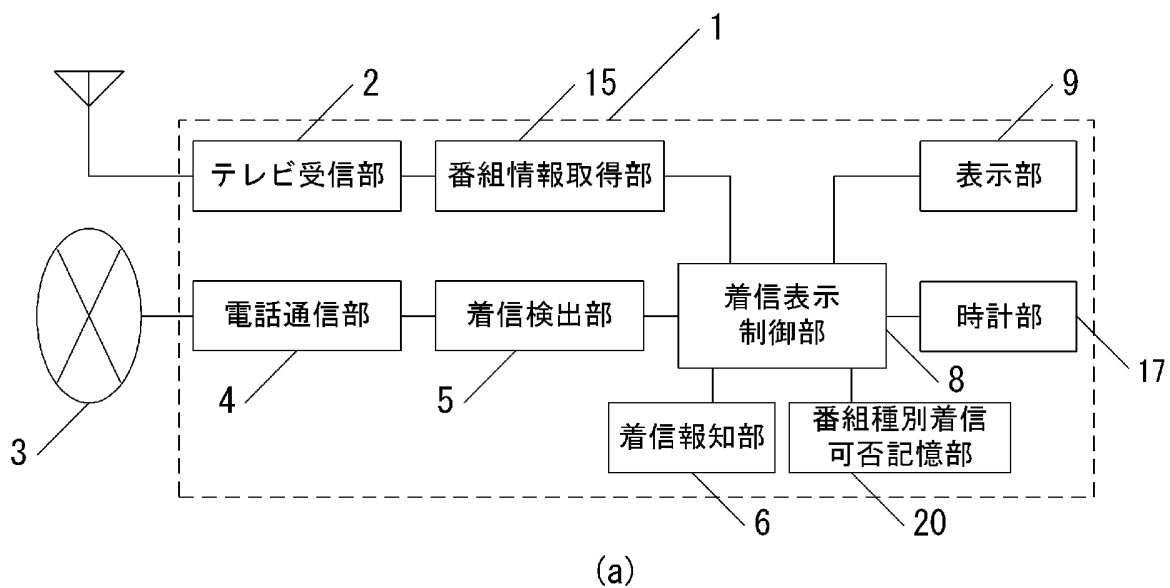 1
2
15
9
テレビ受信部
番組情報取得部
表示部
電話通信部
着信検出部
着信表示
制御部
時計部
3
4
5
8
17
着信報知部
番組種別着信
可否記憶部
6
20
(a)